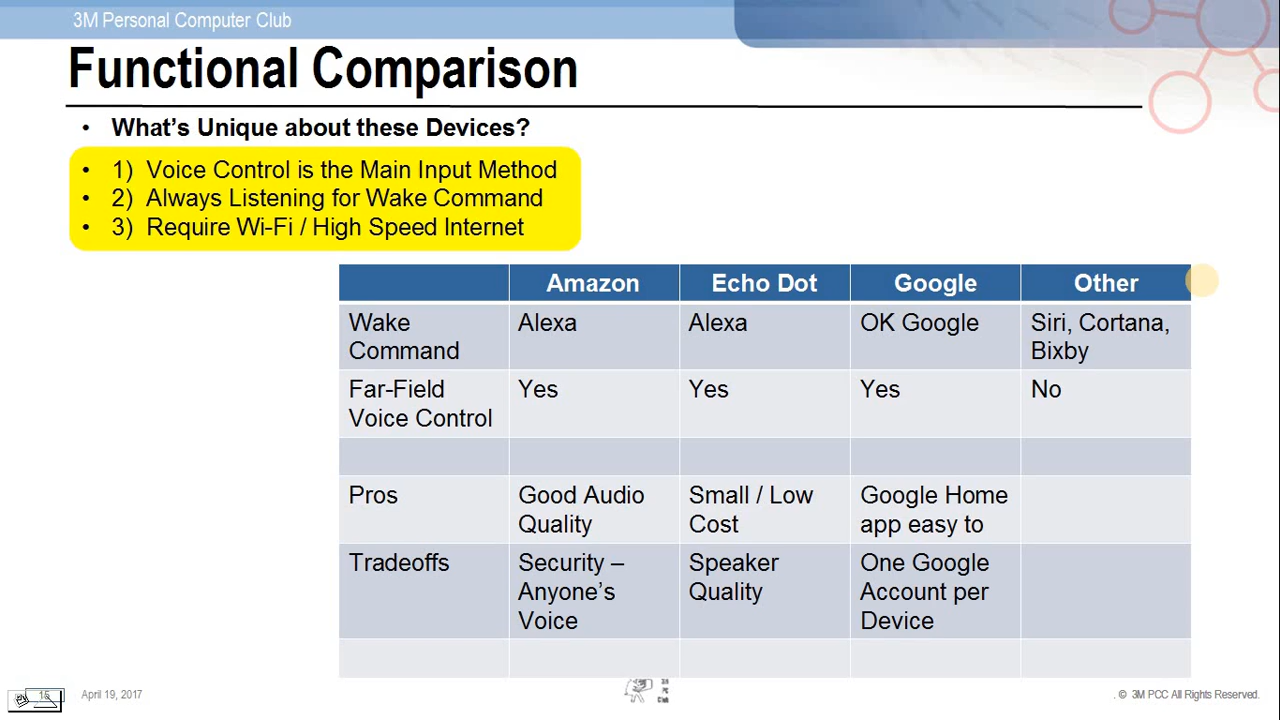 3M Personal Computer Club
Functional Comparison
• What's Unique about these Devices?
• 1) Voice Control is the Main Input Method
• 2) Always Listening for Wake Command
• 3) Require Wi-Fi / High Speed Internet
Amazon Echo Dot Google Other
Wake Command Alexa Alexa OK Google Siri, Cortana, Bixby
Far-Field Voice Control Yes Yes Yes No
Pros Good Audio Quality Small / Low Cost Google Home app easy to
Tradeoffs Security – Anyone's Voice Speaker Quality One Google Account per Device
15 April 19, 2017
. © 3M PCC All Rights Reserved.